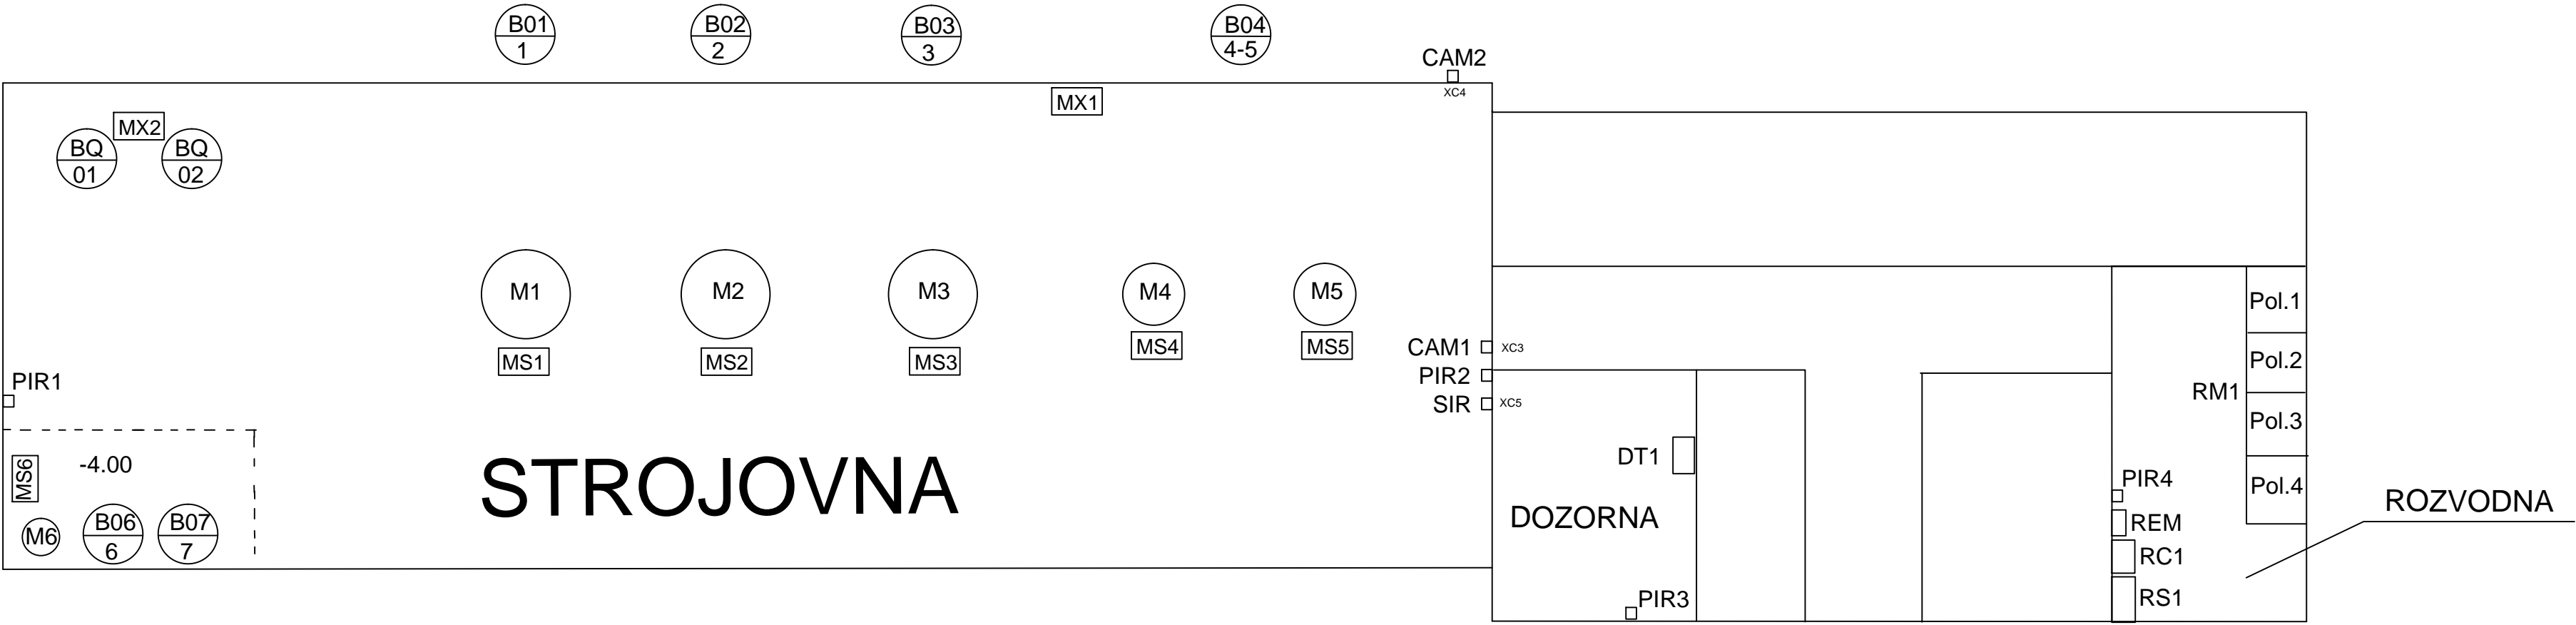 B01
1
B02
2
B03
3
B04
4-5
CAM2
XC4
MX1
MX2
BQ
01
BQ
02
M1
M2
M3
M4
M5
MS1
MS2
MS3
MS4
MS5
CAM1
XC3
PIR2
SIR
XC5
PIR1
-4.00
MS6
M6
B06
6
B07
7
STROJOVNA
DT1
DOZORNA
PIR3
Pol.1
Pol.2
RM1
Pol.3
Pol.4
PIR4
REM
RC1
RS1
ROZVODNA